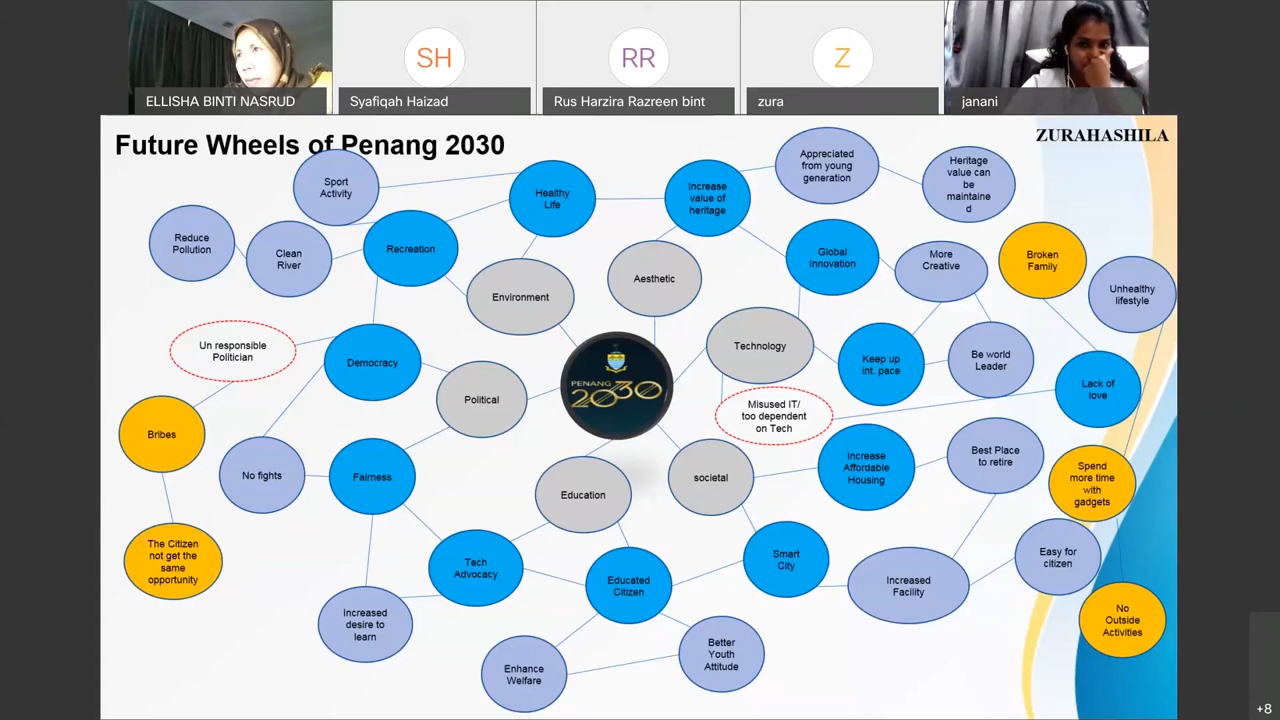 SH
RR
Z
ELLISHA BINTI NASRUD
Syafiqah Haizad
Rus Harzira Razreen bint
zura
janani
Future Wheels of Penang 2030
ZURAHASHILA
Sport
Activity
Healthy
Life
Increase
value of
heritage
Appreciated
from young
generation
Heritage
value can
be
maintaine
d
Reduce
Pollution
Clean
River
Recreation
Environment
Aesthetic
Global
Innovation
More
Creative
Broken
Family
Unhealthy
lifestyle
Un responsible
Politician
Democracy
Political
PENANG
2030
Technology
Keep up
int. pace
Be world
Leader
Lack of
love
Misused IT/
too dependent
on Tech
Bribes
No fights
Fairness
Education
societal
Increase
Affordable
Housing
Best Place
to retire
Spend
more time
with
gadgets
The Citizen
not get the
same
opportunity
Tech
Advocacy
Educated
Citizen
Smart
City
Increased
Facility
Easy for
citizen
No
Outside
Activities
Increased
desire to
learn
Enhance
Welfare
Better
Youth
Attitude
+8